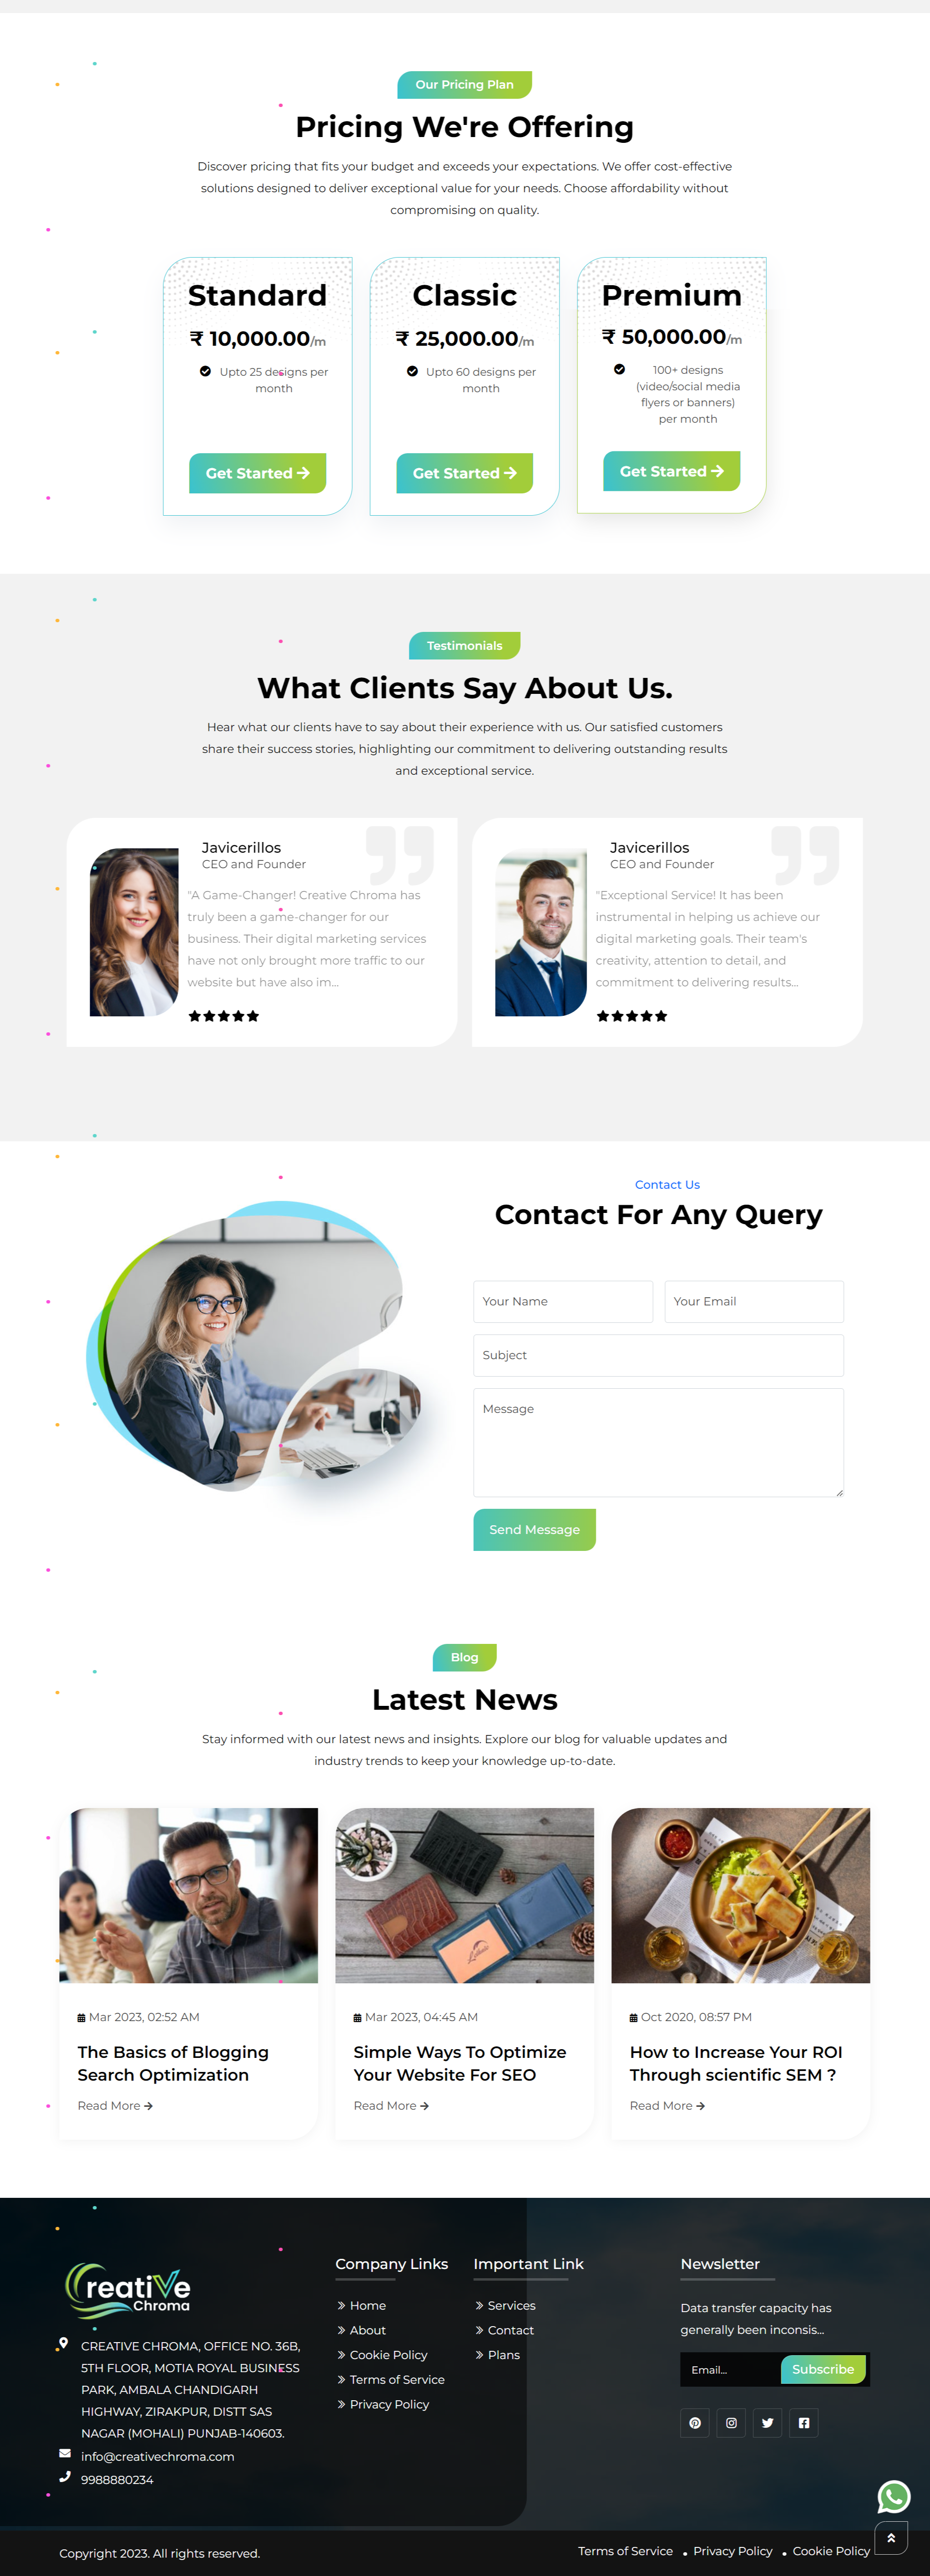 Our Pricing Plan
Pricing We're Offering
Discover pricing that fits your budget and exceeds your expectations. We offer cost-effective
solutions designed to deliver exceptional value for your needs. Choose affordability without
compromising on quality.
Standard
₹ 10,000.00/m
Upto 25 designs per
month
Get Started
Classic
₹ 25,000.00/m
Upto 60 designs per
month
Get Started
Premium
₹ 50,000.00/m
100+ designs
(video/social media
flyers or banners)
per month
Get Started
Testimonials
What Clients Say About Us.
Hear what our clients have to say about their experience with us. Our satisfied customers
share their success stories, highlighting our commitment to delivering outstanding results
and exceptional service.
Javicerillos
CEO and Founder
"A Game-Changer! Creative Chroma has
truly been a game-changer for our
business. Their digital marketing services
have not only brought more traffic to our
website but have also im...
Javicerillos
CEO and Founder
"Exceptional Service! It has been
instrumental in helping us achieve our
digital marketing goals. Their team's
creativity, attention to detail, and
commitment to delivering results...
Contact Us
Contact For Any Query
Your Name
Your Email
Subject
Message
Send Message
Blog
Latest News
Stay informed with our latest news and insights. Explore our blog for valuable updates and
industry trends to keep your knowledge up-to-date.
Mar 2023, 02:52 AM
The Basics of Blogging
Search Optimization
Read More
Mar 2023, 04:45 AM
Simple Ways To Optimize
Your Website For SEO
Read More
Oct 2020, 08:57 PM
How to Increase Your ROI
Through scientific SEM ?
Read More
Creative
Chroma
CREATIVE CHROMA, OFFICE NO. 36B,
5TH FLOOR, MOTIA ROYAL BUSINESS
PARK, AMBALA CHANDIGARH
HIGHWAY, ZIRAKPUR, DISTT SAS
NAGAR (MOHALI) PUNJAB-140603.
info@creativechroma.com
9988880234
Company Links
Home
About
Cookie Policy
Terms of Service
Privacy Policy
Important Link
Services
Contact
Plans
Newsletter
Data transfer capacity has
generally been inconsis...
Email...
Subscribe
Copyright 2023. All rights reserved.
Terms of Service • Privacy Policy • Cookie Policy